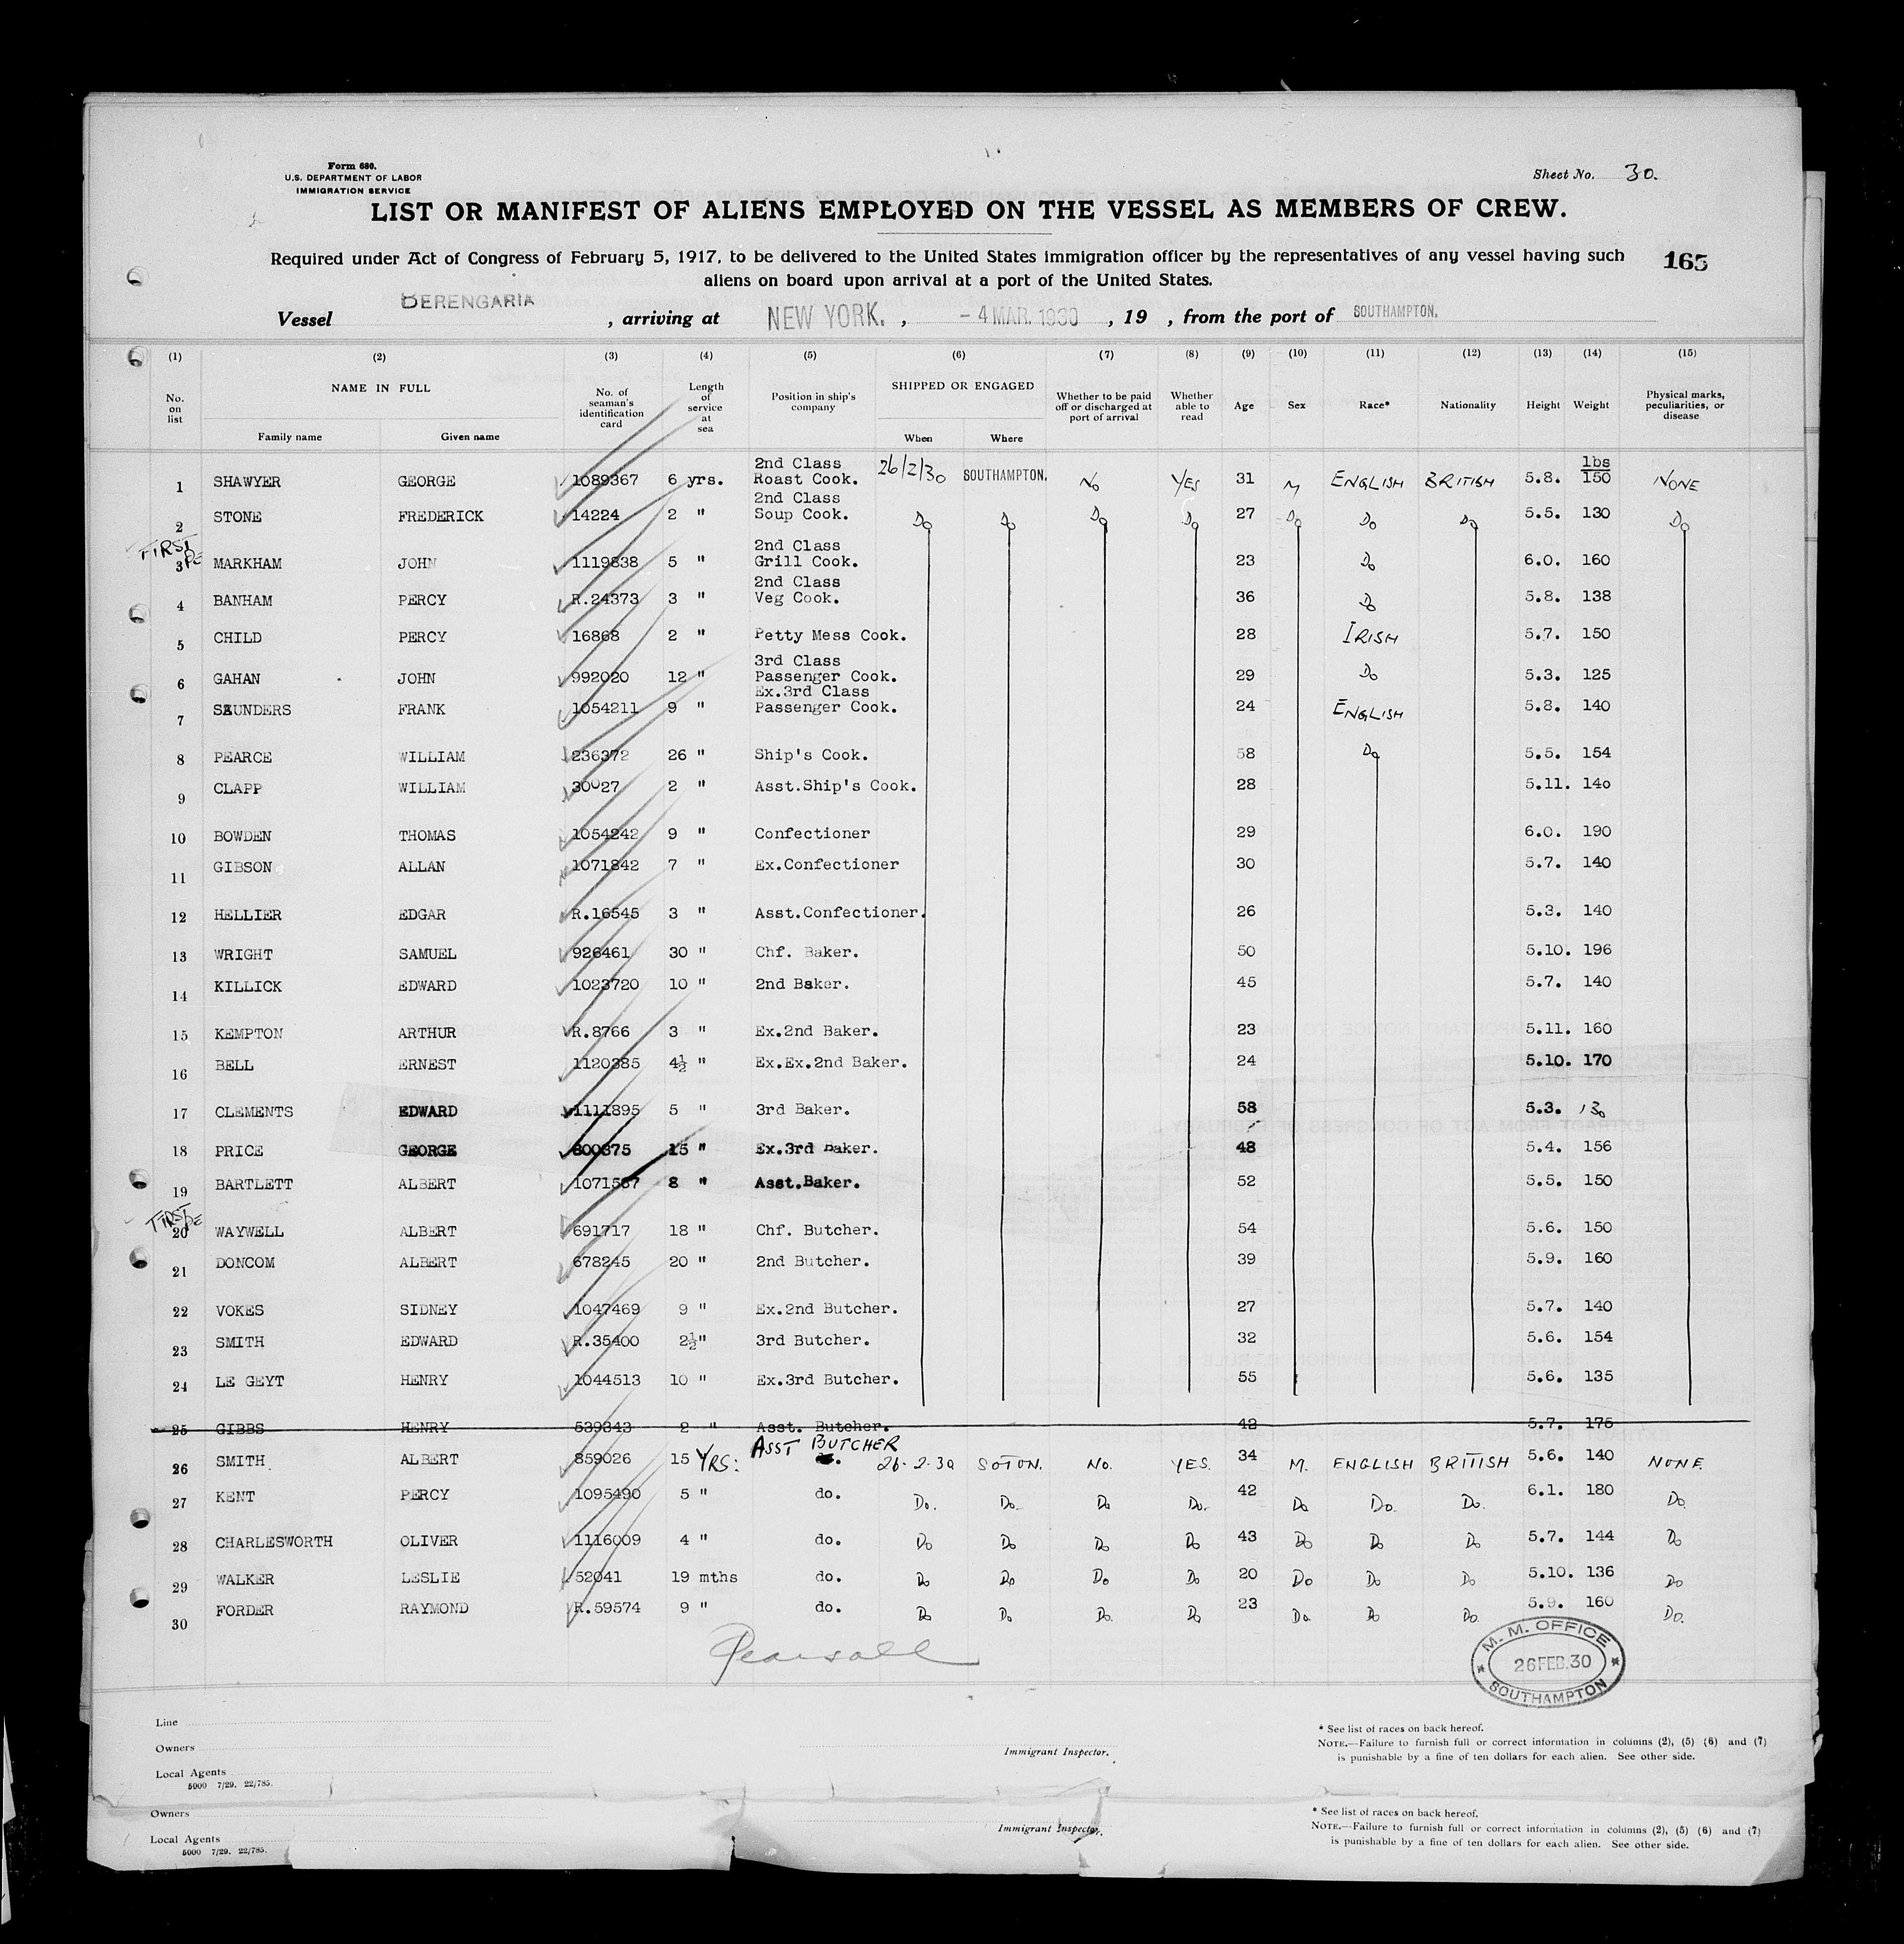 Form 680.
U.S. DEPARTMENT OF LABOR
IMMIGRATION SERVICE
Sheet No. 30.
LIST OR MANIFEST OF ALIENS EMPLOYED ON THE VESSEL AS MEMBERS OF CREW.
Required under Act of Congress of February 5, 1917, to be delivered to the United States immigration officer by the representatives of any vessel having such
aliens on board upon arrival at a port of the United States.
165
Vessel BERENGARIA , arriving at NEW YORK. , - 4 MAR. 1930 , 19 , from the port of SOUTHAMPTON.
(1) (2) (3) (4) (5) (6) (7) (8) (9) (10) (11) (12) (13) (14) (15)
No. on list NAME IN FULL Family name Given name No. of seaman's identification card Length of service at sea Position in ship's company SHIPPED OR ENGAGED When Where Whether to be paid off or discharged at port of arrival Whether able to read Age Sex Race* Nationality Height Weight Physical marks, peculiarities, or disease
1 SHAWYER GEORGE 1089367 6 yrs. 2nd Class Roast Cook. 26/2/30 SOUTHAMPTON. No YES 31 M ENGLISH BRITISH 5.8. lbs 150 NONE
2 STONE FREDERICK 14224 2 " 2nd Class Soup Cook. Do Do Do Do 27 Do Do Do 5.5. 130 Do
FIRST
3 MARKHAM JOHN 1119838 5 " 2nd Class Grill Cook. 23 Do 6.0. 160
4 BANHAM PERCY R.24373 3 " 2nd Class Veg Cook. 36 Do 5.8. 138
5 CHILD PERCY 16868 2 " Petty Mess Cook. 28 IRISH 5.7. 150
6 GAHAN JOHN 992020 12 " 3rd Class Passenger Cook. 29 Do 5.3. 125
7 SAUNDERS FRANK 1054211 9 " Ex.3rd Class Passenger Cook. 24 ENGLISH 5.8. 140
8 PEARCE WILLIAM 236372 26 " Ship's Cook. 58 Do 5.5. 154
9 CLAPP WILLIAM 30027 2 " Asst.Ship's Cook. 28 5.11. 140
10 BOWDEN THOMAS 1054242 9 " Confectioner 29 6.0. 190
11 GIBSON ALLAN 1071842 7 " Ex.Confectioner 30 5.7. 140
12 HELLIER EDGAR R.16545 3 " Asst.Confectioner. 26 5.3. 140
13 WRIGHT SAMUEL 926461 30 " Chf. Baker. 50 5.10. 196
14 KILLICK EDWARD 1023720 10 " 2nd Baker. 45 5.7. 140
15 KEMPTON ARTHUR R.8766 3 " Ex.2nd Baker. 23 5.11. 160
16 BELL ERNEST 1120385 4½ " Ex.Ex.2nd Baker. 24 5.10. 170
17 CLEMENTS EDWARD 1111895 5 " 3rd Baker. 58 5.3. 130
18 PRICE GEORGE 800375 15 " Ex.3rd Baker. 48 5.4. 156
19 BARTLETT ALBERT 1071567 8 " Asst.Baker. 52 5.5. 150
FIRST
20 WAYWELL ALBERT 691717 18 " Chf. Butcher. 54 5.6. 150
21 DONCOM ALBERT 678245 20 " 2nd Butcher. 39 5.9. 160
22 VOKES SIDNEY 1047469 9 " Ex.2nd Butcher. 27 5.7. 140
23 SMITH EDWARD R.35400 2½" 3rd Butcher. 32 5.6. 154
24 LE GEYT HENRY 1044513 10 " Ex.3rd Butcher. 55 5.6. 135
25 GIBBS HENRY 539343 2 " Asst. Butcher. 42 5.7. 175
26 SMITH ALBERT 859026 15 YRS: ASST BUTCHER 26-2-30 SOTON. No. YES. 34 M. ENGLISH BRITISH 5.6. 140 NONE
27 KENT PERCY 1095490 5 " do. Do. Do. Do Do. 42 Do Do. Do. 6.1. 180 Do
28 CHARLESWORTH OLIVER 1116009 4 " do. Do Do Do Do 43 Do Do Do 5.7. 144 Do
29 WALKER LESLIE 52041 19 mths do. Do Do Do Do 20 Do Do Do 5.10. 136 Do
30 FORDER RAYMOND R.59574 9 " do. Do Do. Do. Do 23 Do. Do Do. 5.9. 160 Do.
Pearsall
M. M. OFFICE
26 FEB. 30
SOUTHAMPTON
Line
Owners
Local Agents
5000 7/29. 22/785.
Immigrant Inspector.
* See list of races on back hereof.
NOTE.—Failure to furnish full or correct information in columns (2), (5) (6) and (7)
is punishable by a fine of ten dollars for each alien. See other side.
Owners
Local Agents
5000 7/29. 22/785.
Immigrant Inspector.
* See list of races on back hereof.
NOTE.—Failure to furnish full or correct information in columns (2), (5) (6) and (7)
is punishable by a fine of ten dollars for each alien. See other side.